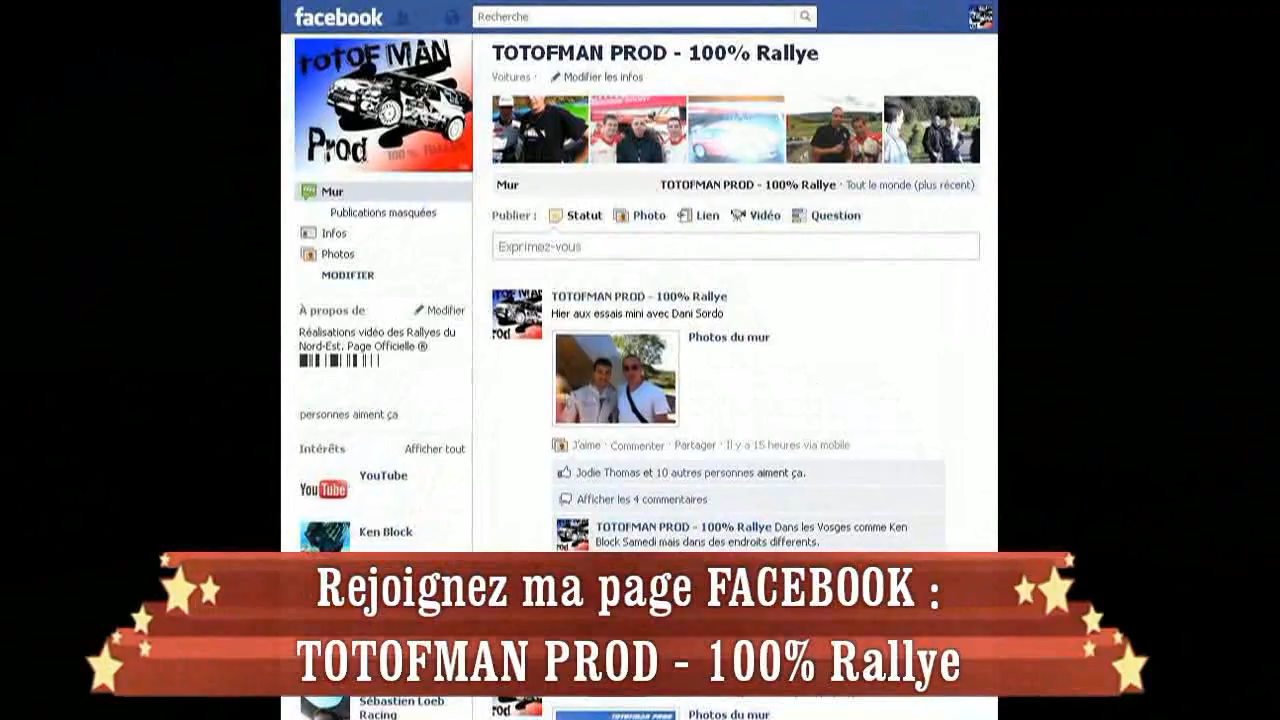 facebook
Recherche
TOTOFMAN
Prod
100% RALLYE
TOTOFMAN PROD - 100% Rallye
Voitures · Modifier les infos
Mur
Publications masquées
Infos
Photos
MODIFIER
À propos de
Modifier
Réalisations vidéo des Rallyes du
Nord-Est. Page Officielle ®
personnes aiment ça
Intérêts
Afficher tout
YouTube
You Tube
Ken Block
Sébastien Loeb
Racing
Mur
TOTOFMAN PROD - 100% Rallye · Tout le monde (plus récent)
Publier : Statut Photo Lien Vidéo Question
Exprimez-vous
TOTOFMAN PROD - 100% Rallye
Hier aux essais mini avec Dani Sordo
Photos du mur
J'aime · Commenter · Partager · Il y a 15 heures via mobile
Jodie Thomas et 10 autres personnes aiment ça.
Afficher les 4 commentaires
TOTOFMAN PROD - 100% Rallye Dans les Vosges comme Ken
Block Samedi mais dans des endroits differents.
Rejoignez ma page FACEBOOK :
TOTOFMAN PROD - 100% Rallye
Photos du mur